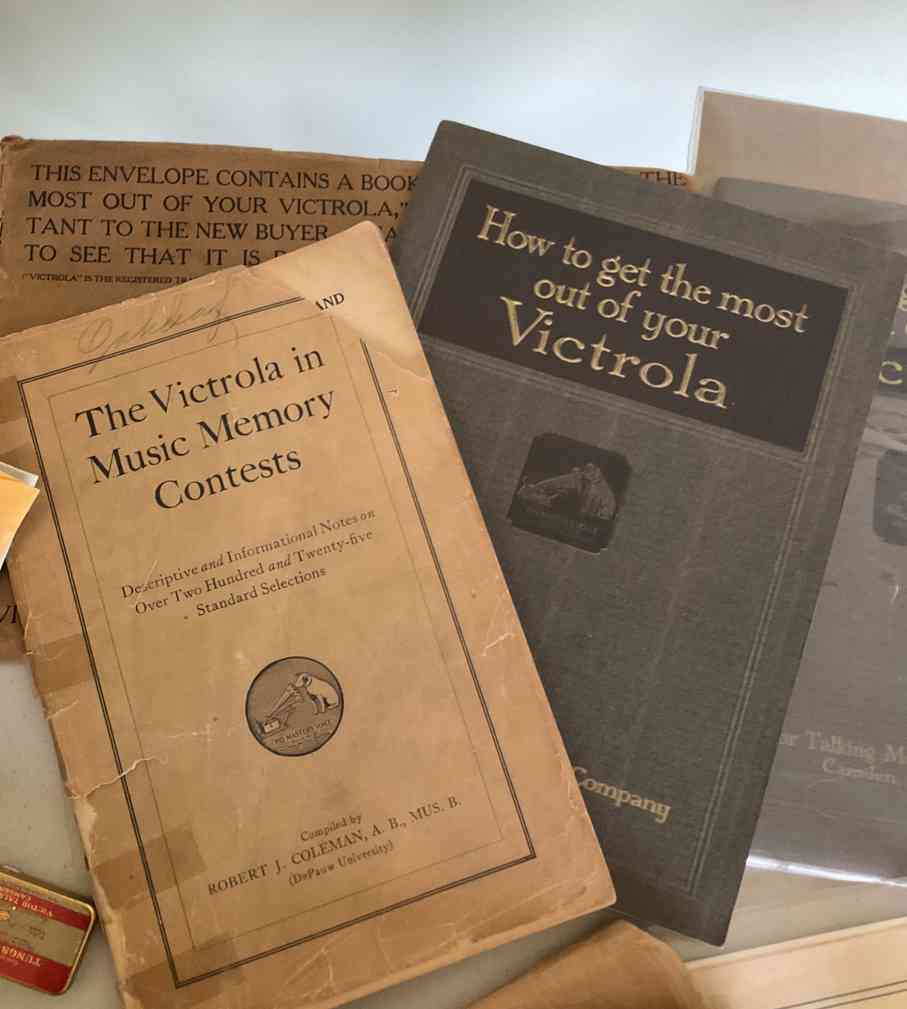 THIS ENVELOPE CONTAINS A BOOK
THE
MOST OUT OF YOUR VICTROLA,"
TANT TO THE NEW BUYER
TO SEE THAT IT IS
"VICTROLA" IS THE REGISTERED
AND
The Victrola in
Music Memory
Contests
Descriptive and Informational Notes on
Over Two Hundred and Twenty-five
Standard Selections
"HIS MASTER'S VOICE"
Compiled by
ROBERT J. COLEMAN, A. B., MUS. B.
(DePauw University)
How to get the most
out of your
Victrola
Company
Talking
Camden